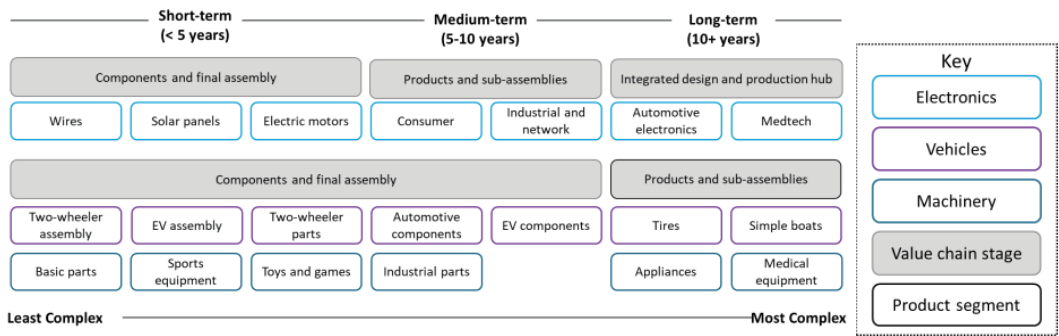 Short-term
(< 5 years)
Medium-term
(5-10 years)
Long-term
(10+ years)
Components and final assembly
Products and sub-assemblies
Integrated design and production hub
Wires
Solar panels
Electric motors
Consumer
Industrial and
network
Automotive
electronics
Medtech
Components and final assembly
Products and sub-assemblies
Two-wheeler
assembly
EV assembly
Two-wheeler
parts
Automotive
components
EV components
Tires
Simple boats
Basic parts
Sports
equipment
Toys and games
Industrial parts
Appliances
Medical
equipment
Least Complex
Most Complex
Key
Electronics
Vehicles
Machinery
Value chain stage
Product segment